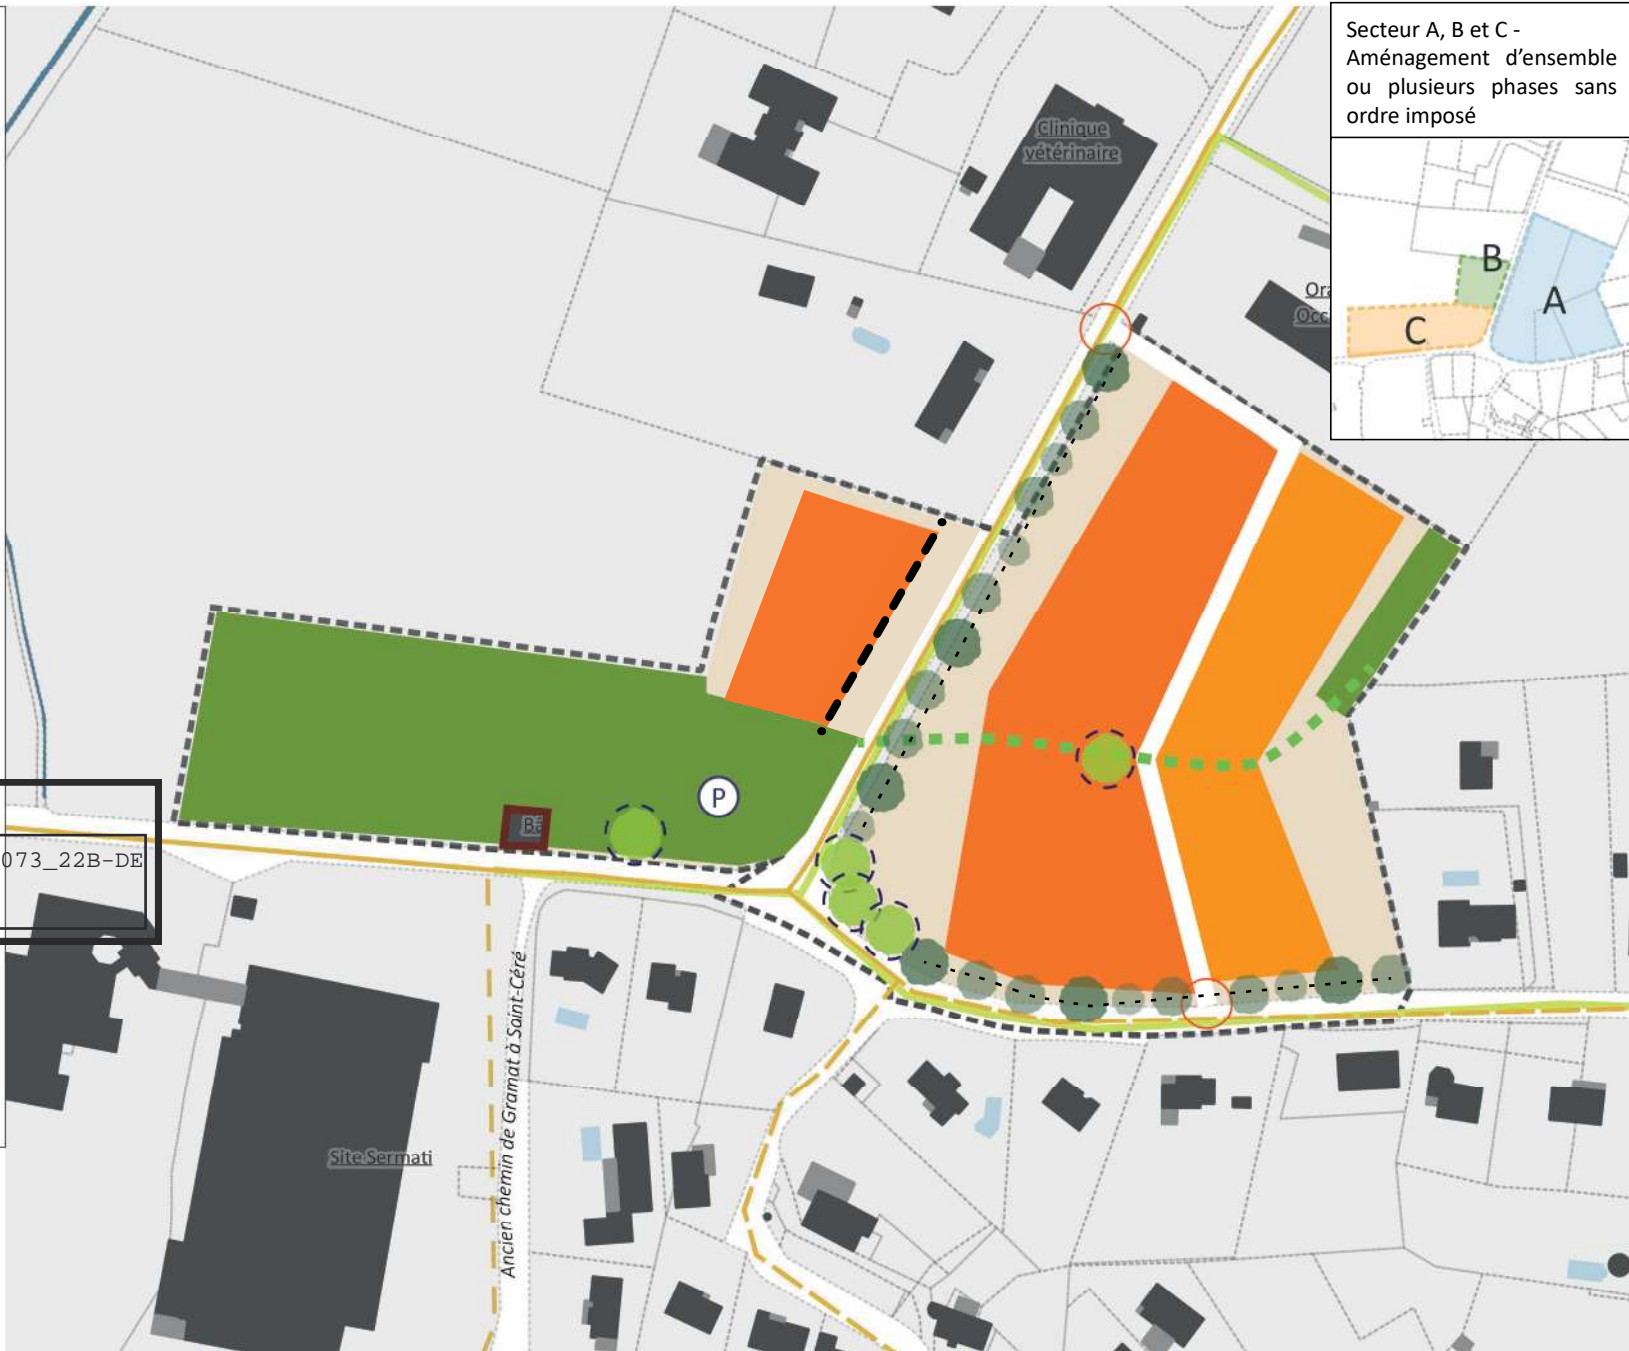 Secteur A, B et C -
Aménagement d'ensemble
ou plusieurs phases sans
ordre imposé
B
A
C
Clinique
vétérinaire
P
073_22B-DE
Site Sermati
Ancien chemin de Gramat à Saint-Céré